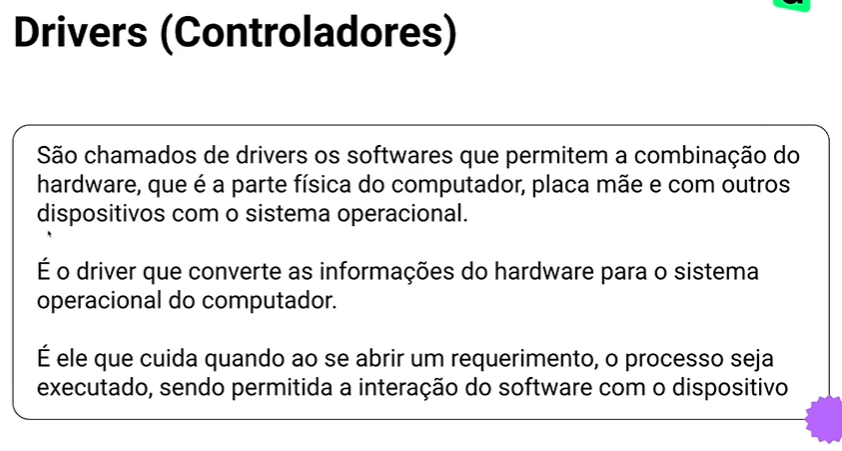 Drivers (Controladores)
São chamados de drivers os softwares que permitem a combinação do
hardware, que é a parte física do computador, placa mãe e com outros
dispositivos com o sistema operacional.
É o driver que converte as informações do hardware para o sistema
operacional do computador.
É ele que cuida quando ao se abrir um requerimento, o processo seja
executado, sendo permitida a interação do software com o dispositivo